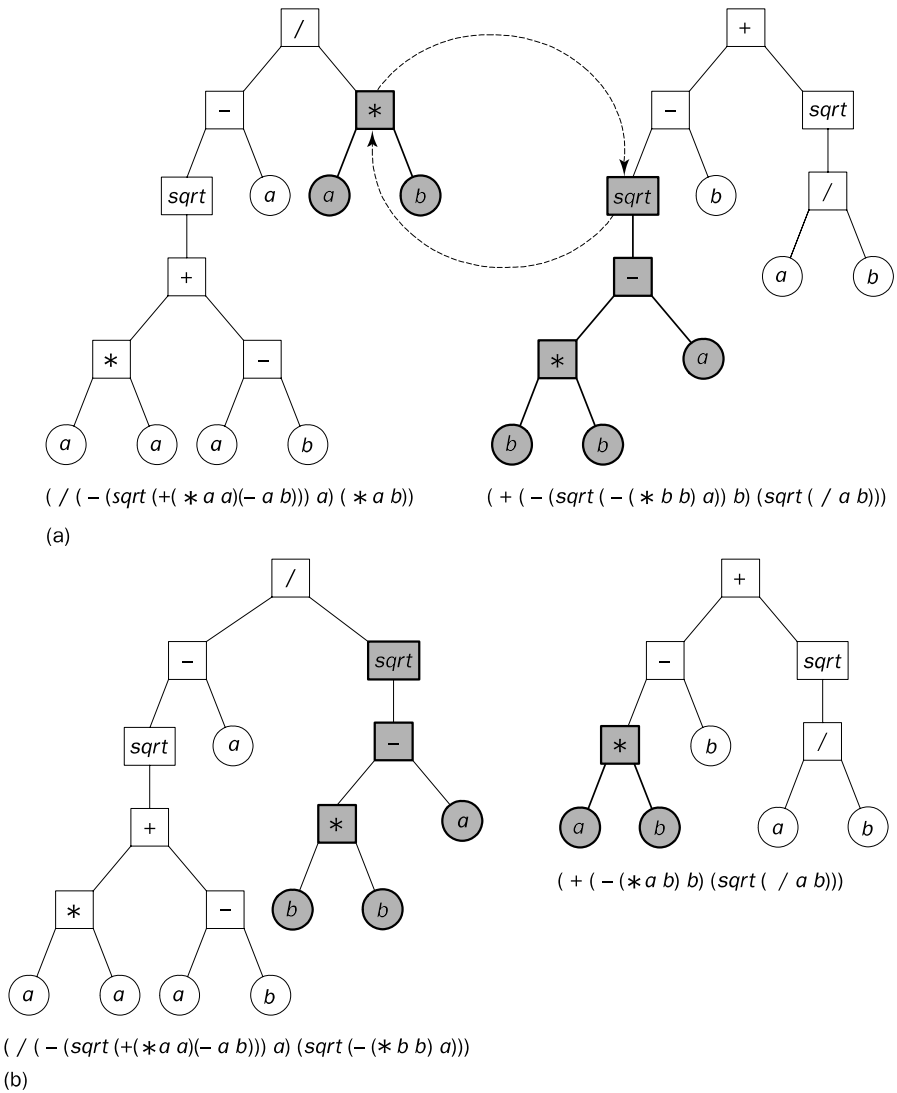 / +
– * – sqrt
sqrt a a b sqrt b /
+ – a b
* – * a
a a a b b b
( / ( – (sqrt (+( * a a)(– a b))) a) ( * a b)) ( + ( – (sqrt ( – ( * b b) a)) b) (sqrt ( / a b)))
(a)
/ +
– sqrt – sqrt
sqrt a – * b /
+ * a a b a b
( + ( – (*a b) b) (sqrt ( / a b)))
* – b b
a a a b
( / ( – (sqrt (+(*a a)(– a b))) a) (sqrt (– (* b b) a)))
(b)